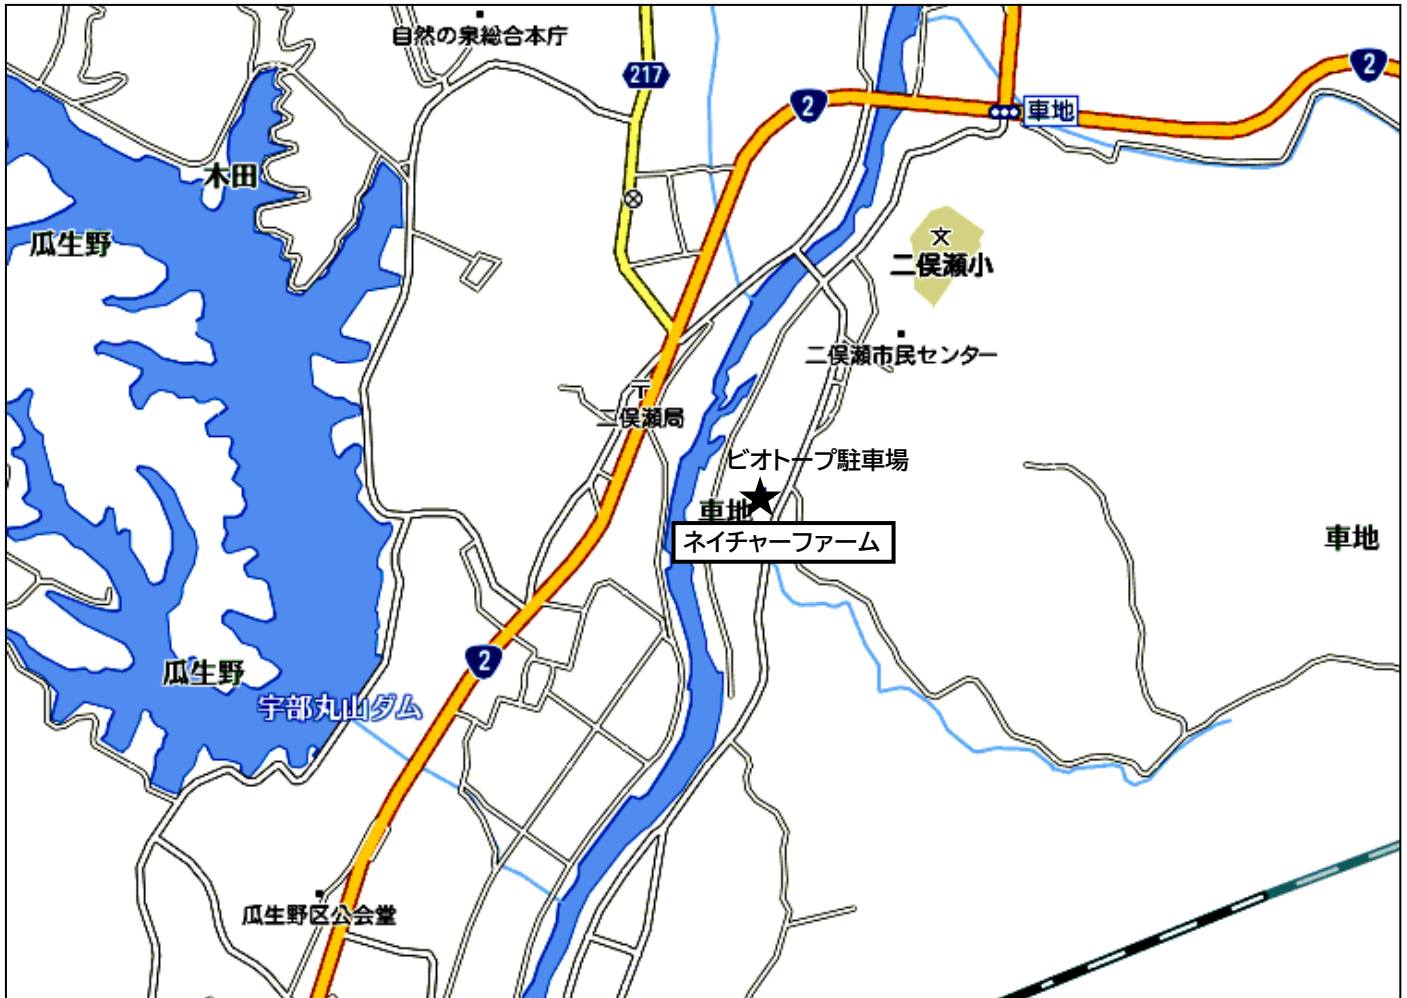 自然の泉総合本庁
217
2
2
車地
木田
瓜生野
文
二俣瀬小
二俣瀬市民センター
〒
二俣瀬局
ビオトープ駐車場
車地
ネイチャーファーム
車地
瓜生野
2
宇部丸山ダム
瓜生野区公会堂